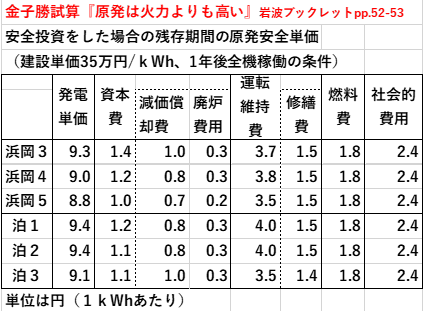 金子勝試算『原発は火力よりも高い』岩波ブックレットpp.52-53
安全投資をした場合の残存期間の原発安全単価
（建設単価35万円/ｋWh、1年後全機稼働の条件）
発電単価 資本費 減価償却費 廃炉費用 運転維持費 修繕費 燃料費 社会的費用
浜岡３ 9.3 1.4 1.0 0.3 3.7 1.5 1.8 2.4
浜岡４ 9.0 1.2 0.8 0.3 3.8 1.5 1.8 2.4
浜岡５ 8.8 1.0 0.7 0.2 3.5 1.5 1.8 2.4
泊１ 9.4 1.2 0.8 0.3 4.0 1.5 1.8 2.4
泊２ 9.4 1.1 0.8 0.3 4.0 1.5 1.8 2.4
泊３ 9.1 1.1 1.0 0.3 3.5 1.4 1.8 2.4
単位は円（１ｋWhあたり）